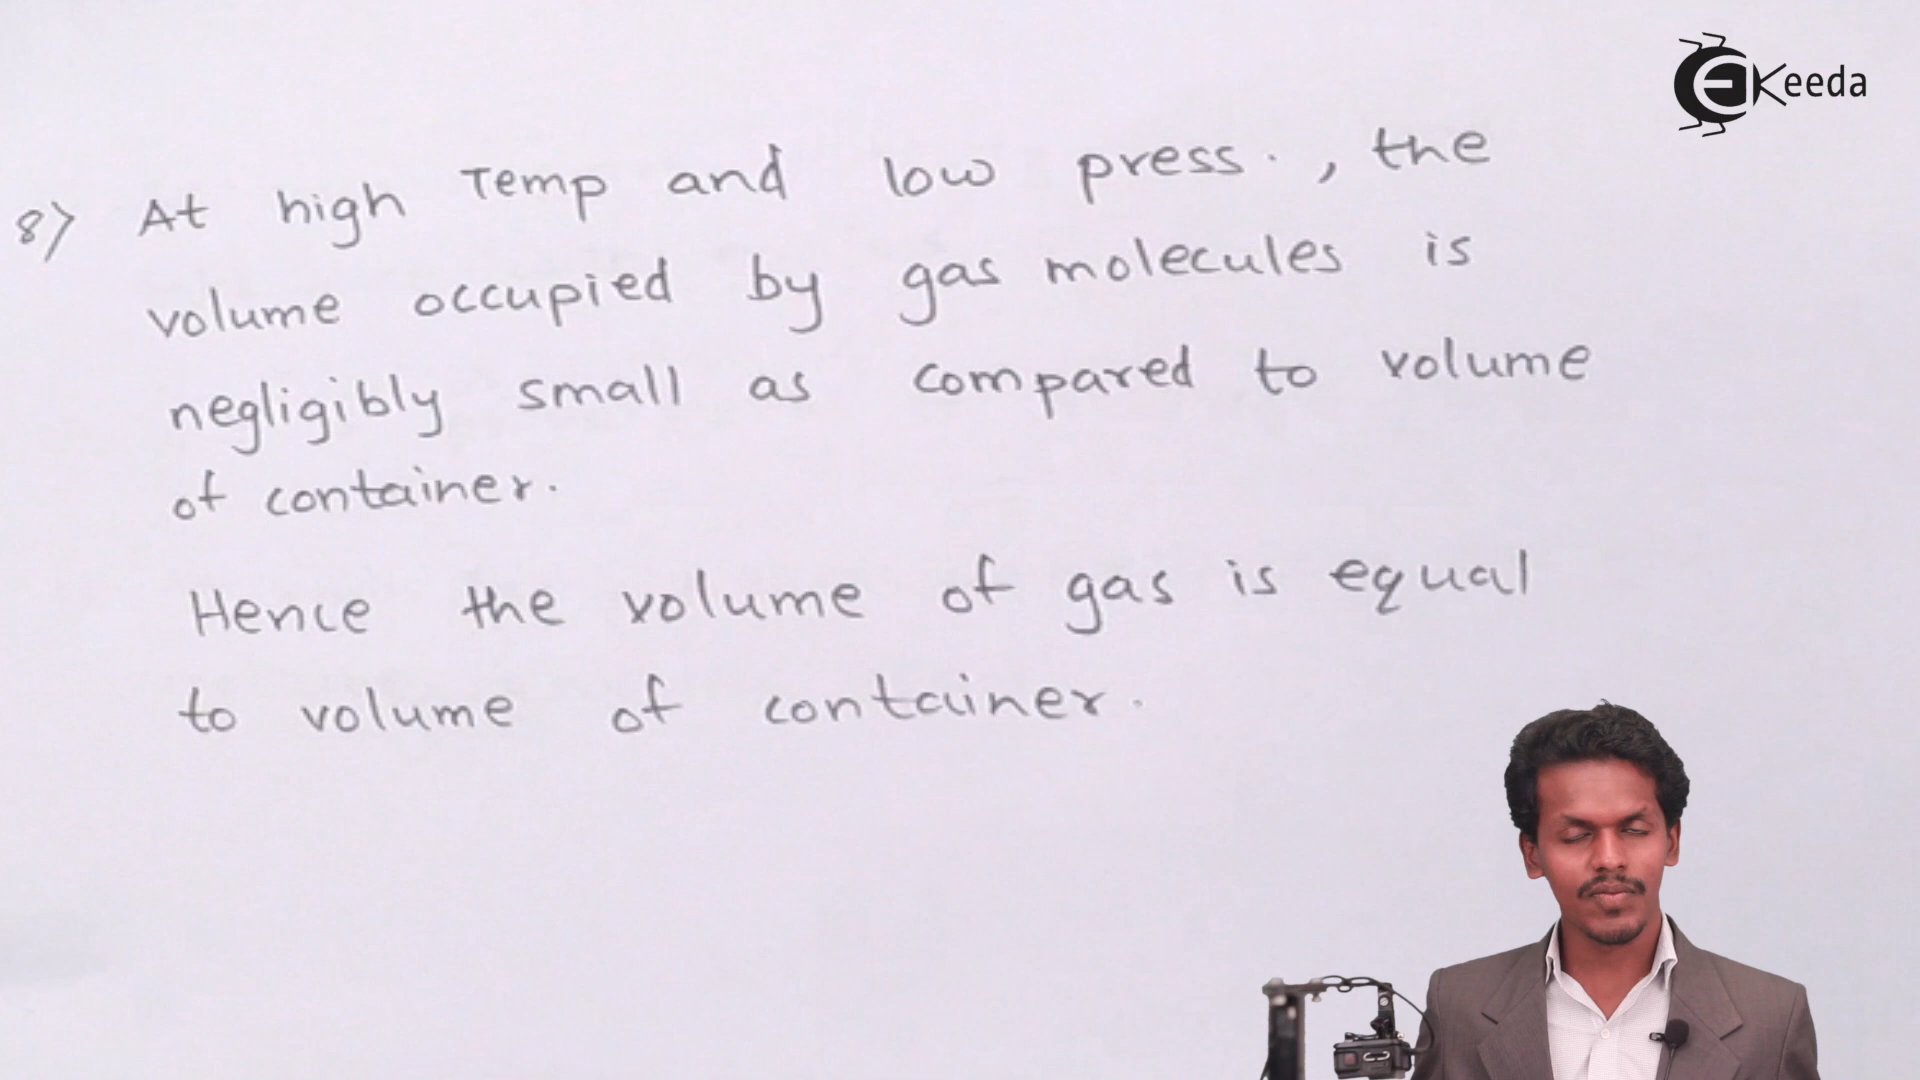 EKeeda
8) At high Temp and low press., the
volume occupied by gas molecules is
negligibly small as compared to volume
of container.
Hence the volume of gas is equal
to volume of container.